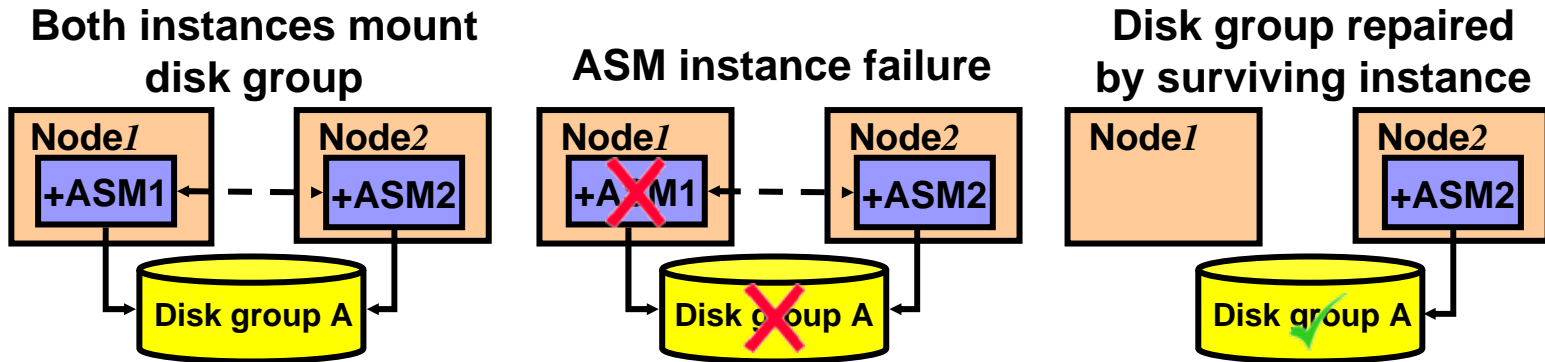 Both instances mount
disk group
Node1
Node2
+ASM1
+ASM2
Disk group A
ASM instance failure
Node1
Node2
+ASM1
+ASM2
Disk group A
Disk group repaired
by surviving instance
Node1
Node2
+ASM2
Disk group A